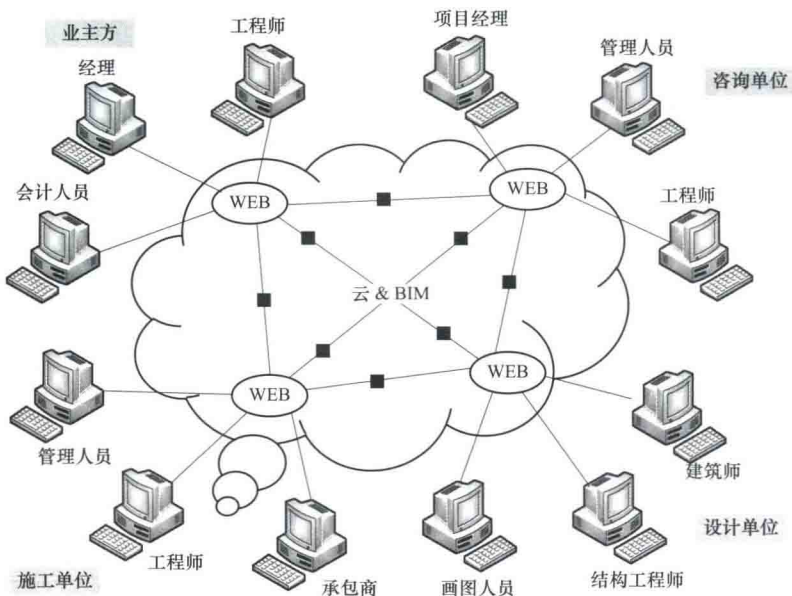 业主方
工程师
项目经理
管理人员
经理
咨询单位
会计人员
WEB
WEB
工程师
云 & BIM
WEB
WEB
管理人员
建筑师
工程师
承包商
画图人员
结构工程师
设计单位
施工单位